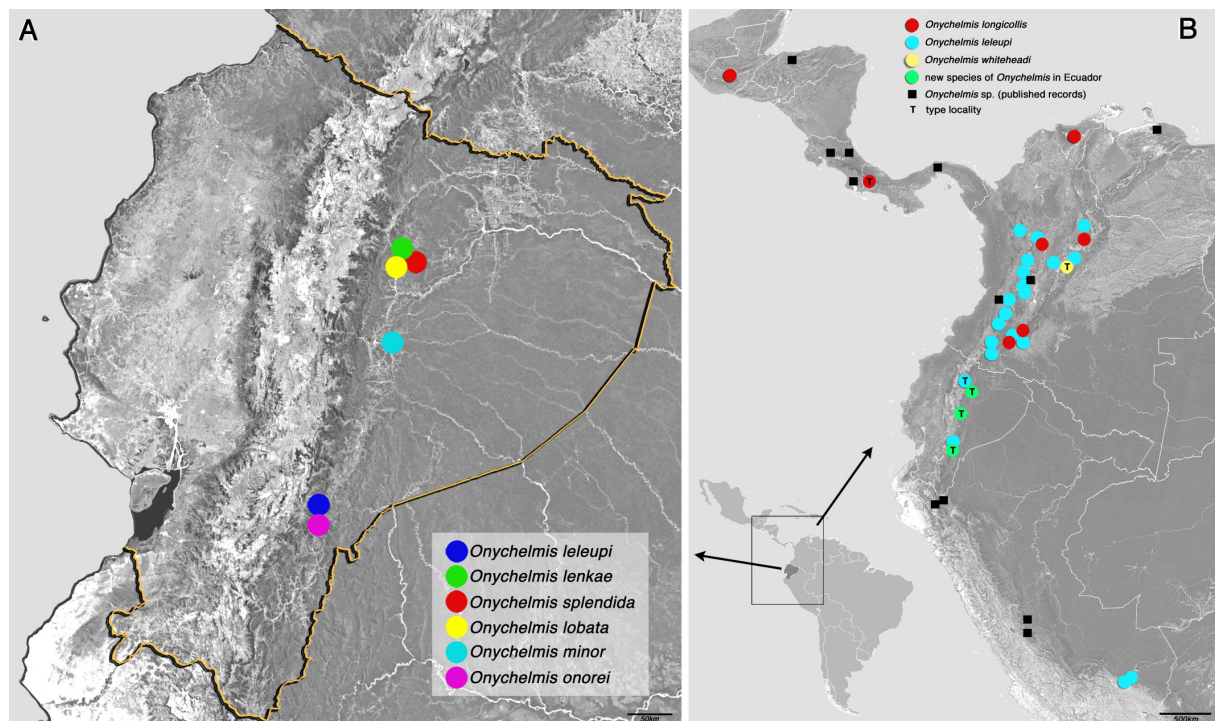 A
Onychelmis leleupi
Onychelmis lenkae
Onychelmis splendida
Onychelmis lobata
Onychelmis minor
Onychelmis onorei
50km
B
Onychelmis longicollis
Onychelmis leleupi
Onychelmis whiteheadi
new species of Onychelmis in Ecuador
Onychelmis sp. (published records)
T type locality
T
T
T
T
T
T
500km